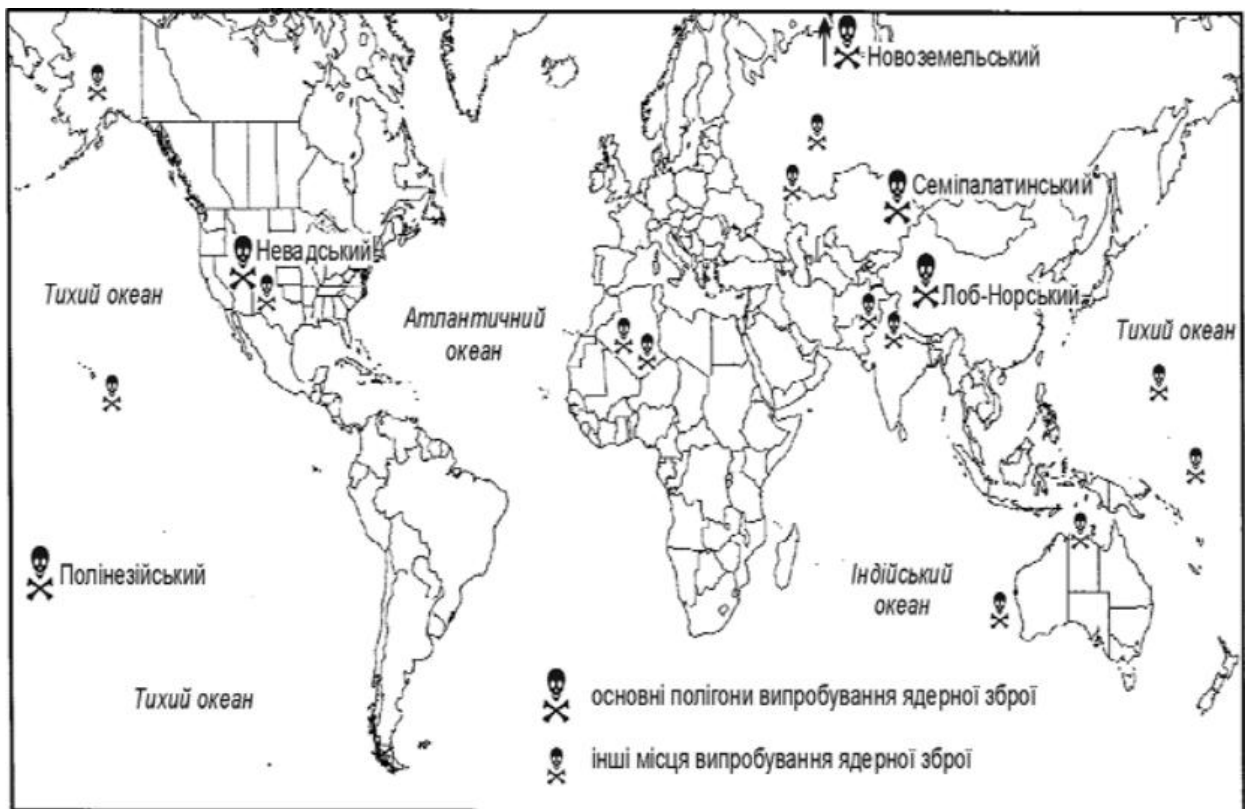 Новоземельський
Семіпалатинський
Невадський
Лоб-Норський
Тихий океан
Атлантичний
океан
Тихий океан
Полінезійський
Індійський
океан
Тихий океан
основні полігони випробування ядерної зброї
інші місця випробування ядерної зброї